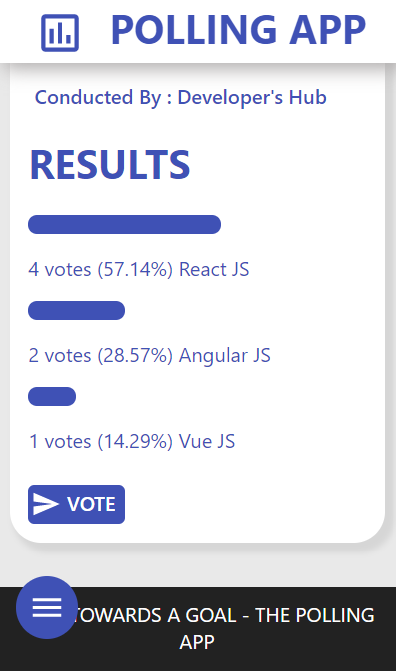 POLLING APP
Conducted By : Developer's Hub
RESULTS
4 votes (57.14%) React JS
2 votes (28.57%) Angular JS
1 votes (14.29%) Vue JS
VOTE
TOWARDS A GOAL - THE POLLING
APP